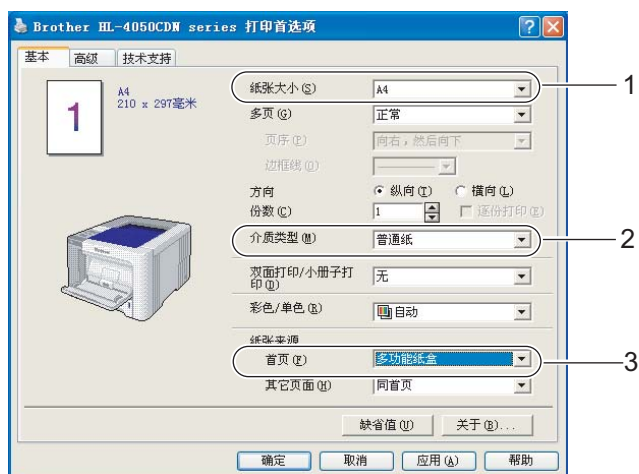 Brother HL-4050CDN series 打印首选项
基本 高级 技术支持
1
A4
210 x 297毫米
纸张大小(S) A4 1
多页(G) 正常
页序(P) 向右，然后向下
边框线(O)
方向 纵向(T) 横向(L)
份数(C) 1 逐份打印(E)
介质类型(M) 普通纸 2
双面打印/小册子打
印(D) 无
彩色/单色(R) 自动
纸张来源
首页(F) 多功能纸盒 3
其它页面(H) 同首页
缺省值(U) 关于(B)...
确定 取消 应用(A) 帮助